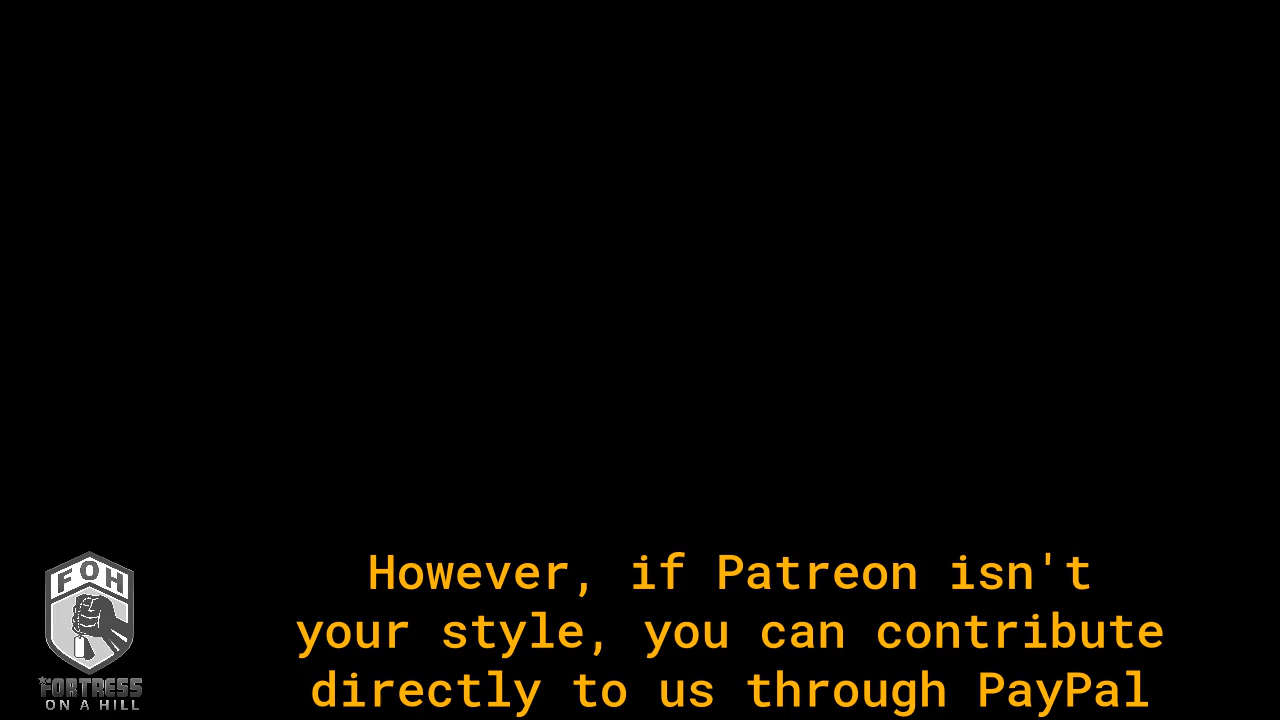 However, if Patreon isn't
your style, you can contribute
directly to us through PayPal
FOH
FORTRESS
ON A HILL